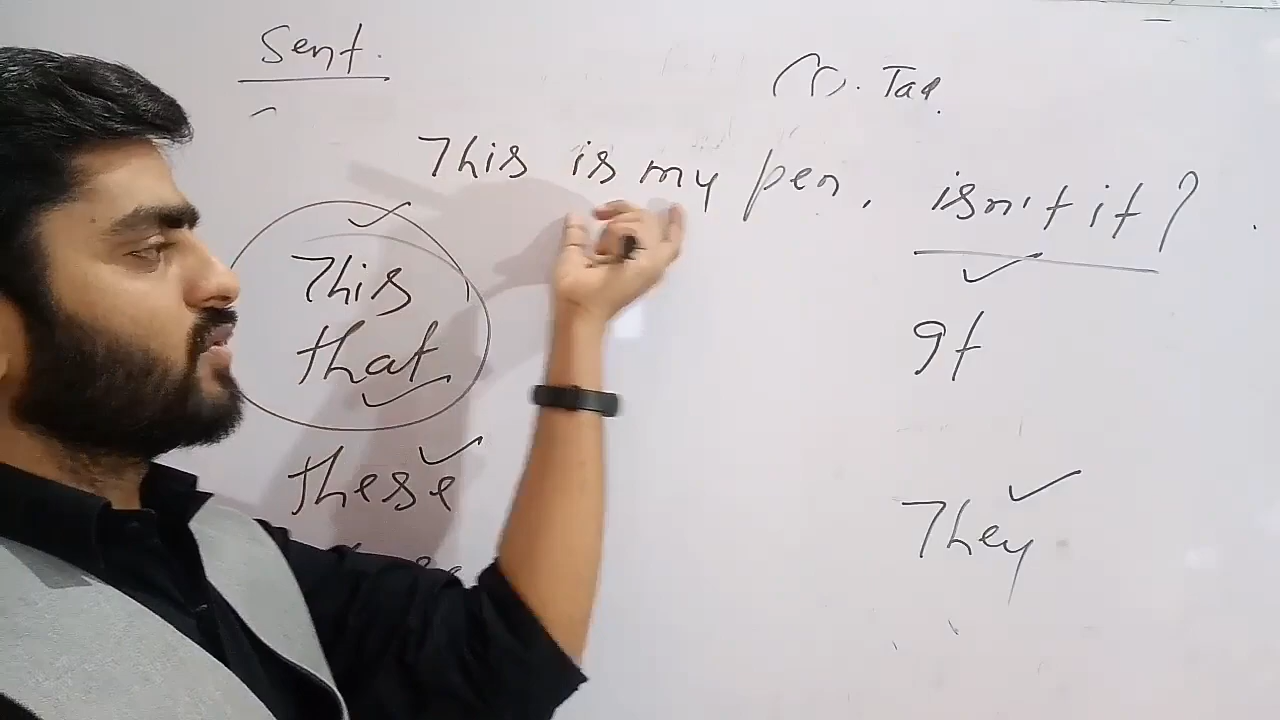 Sent.
Q. Tag.
This is my pen, isn't it?
This
that
these
It
They